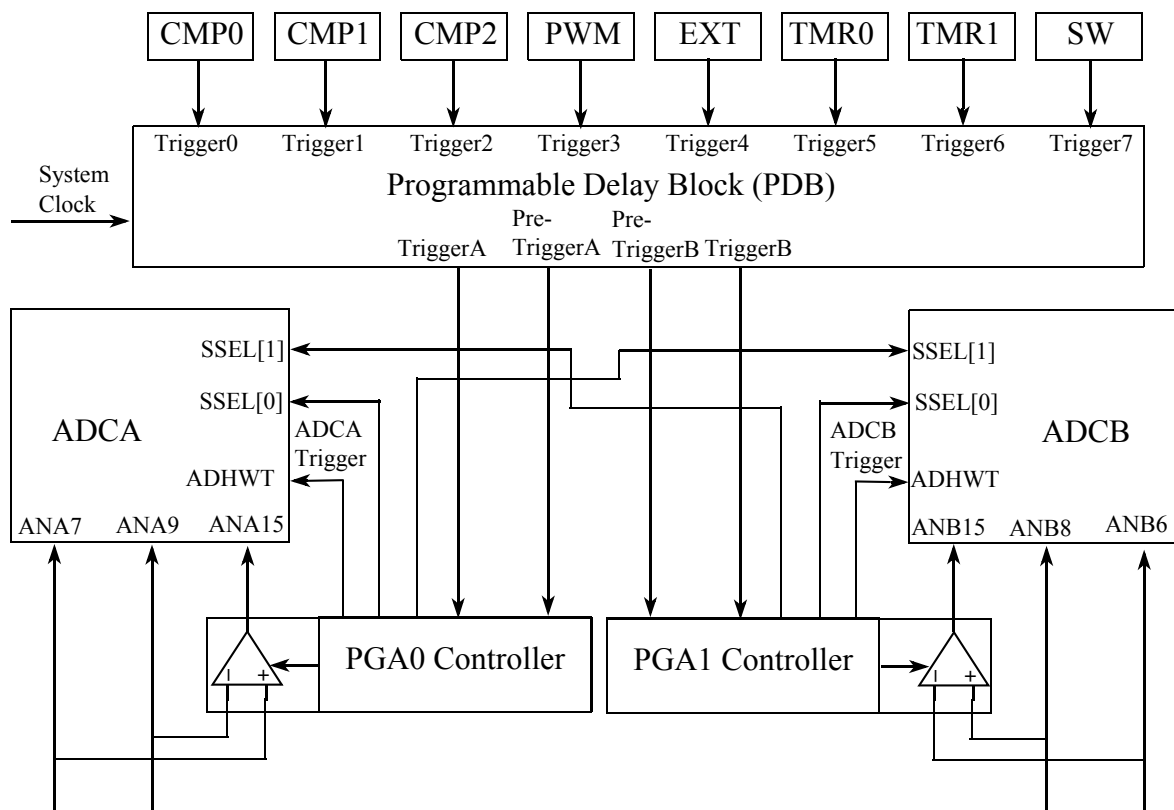 CMP0
CMP1
CMP2
PWM
EXT
TMR0
TMR1
SW
Trigger0
Trigger1
Trigger2
Trigger3
Trigger4
Trigger5
Trigger6
Trigger7
System
Clock
Programmable Delay Block (PDB)
TriggerA
Pre-
TriggerA
Pre-
TriggerB
TriggerB
SSEL[1]
SSEL[0]
ADCA
ADCA
Trigger
ADHWT
ANA7
ANA9
ANA15
SSEL[1]
SSEL[0]
ADCB
Trigger
ADCB
ADHWT
ANB15
ANB8
ANB6
PGA0 Controller
- +
PGA1 Controller
- +